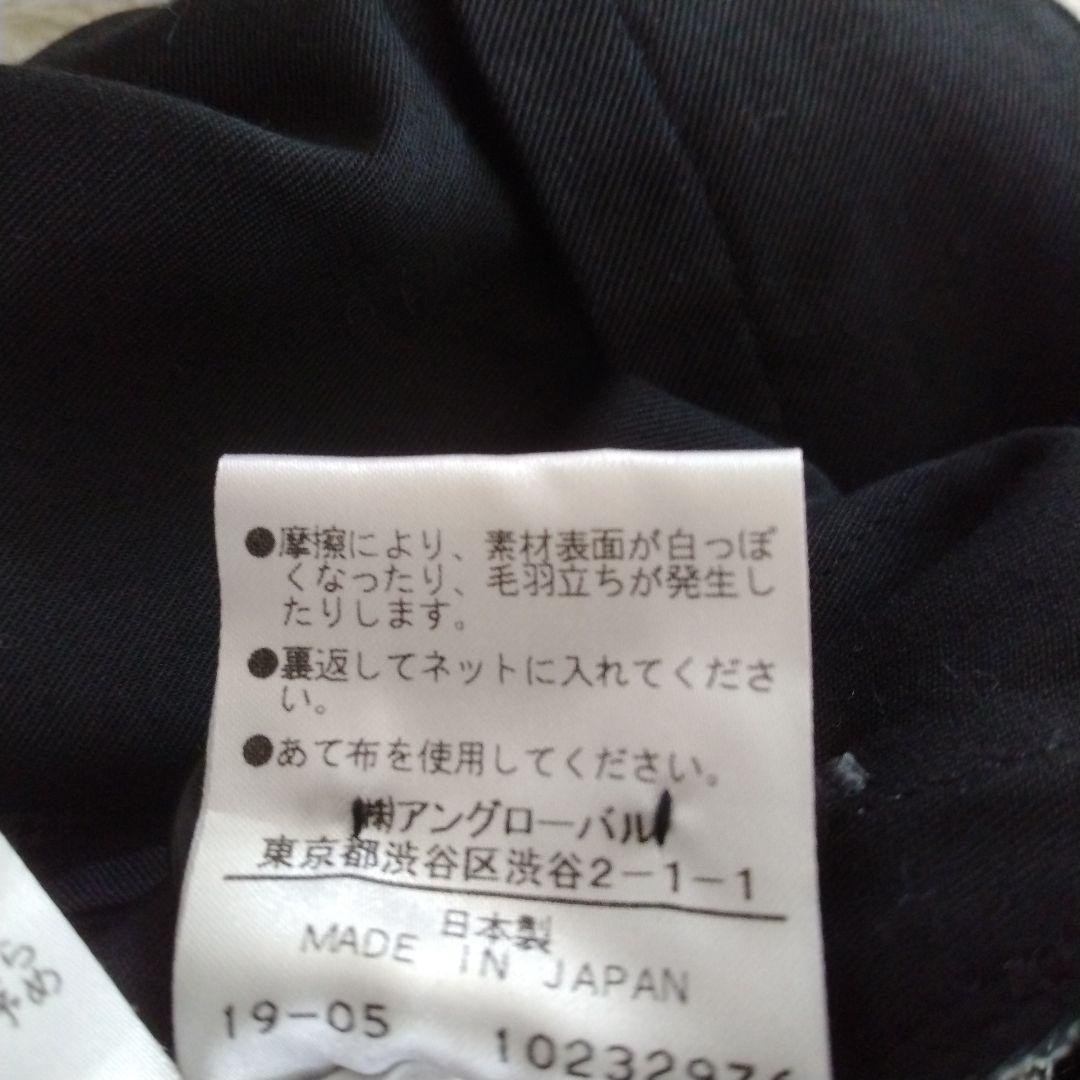 ●摩擦により、素材表面が白っぽ
くなったり、毛羽立ちが発生し
たりします。
●裏返してネットに入れてくださ
い。
●あて布を使用してください。
㈱アングローバル
東京都渋谷区渋谷2-1-1
日本製
MADE IN JAPAN
19-05
1023297